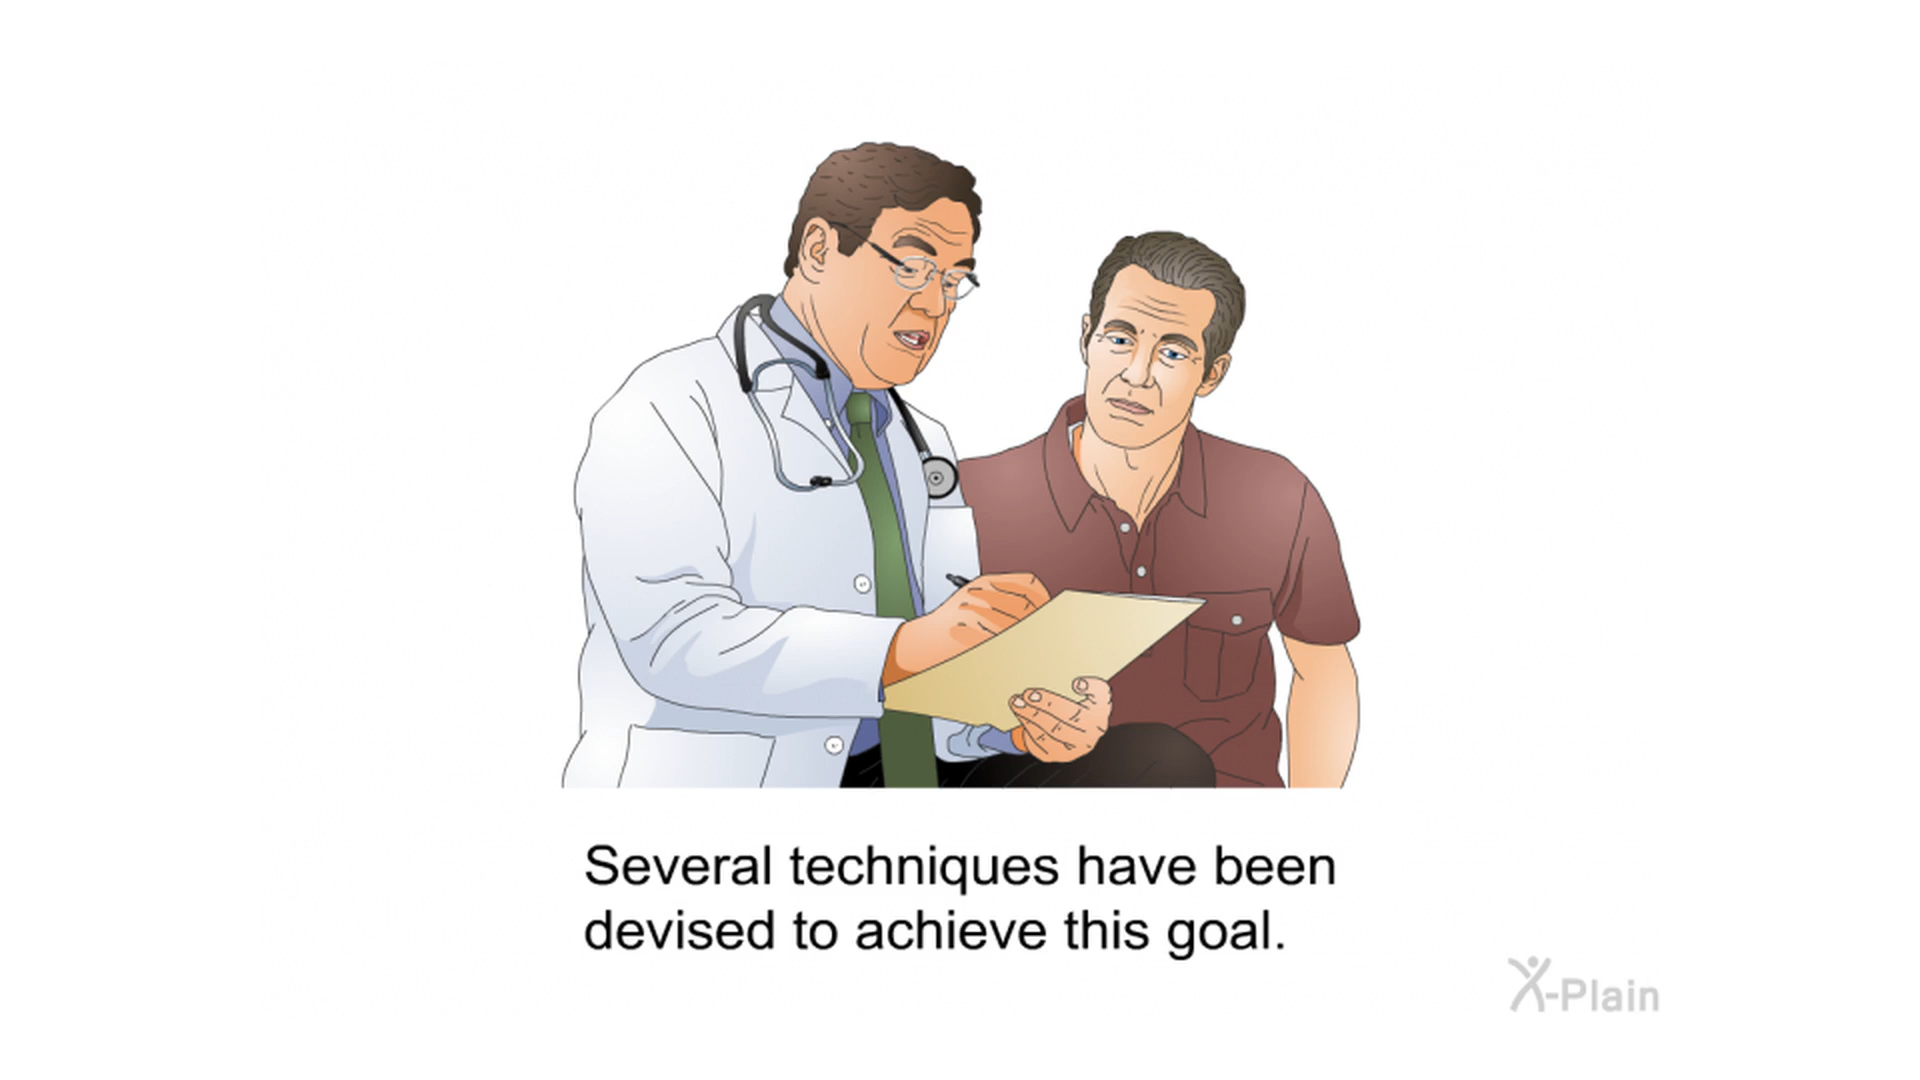 Several techniques have been
devised to achieve this goal.
X-Plain